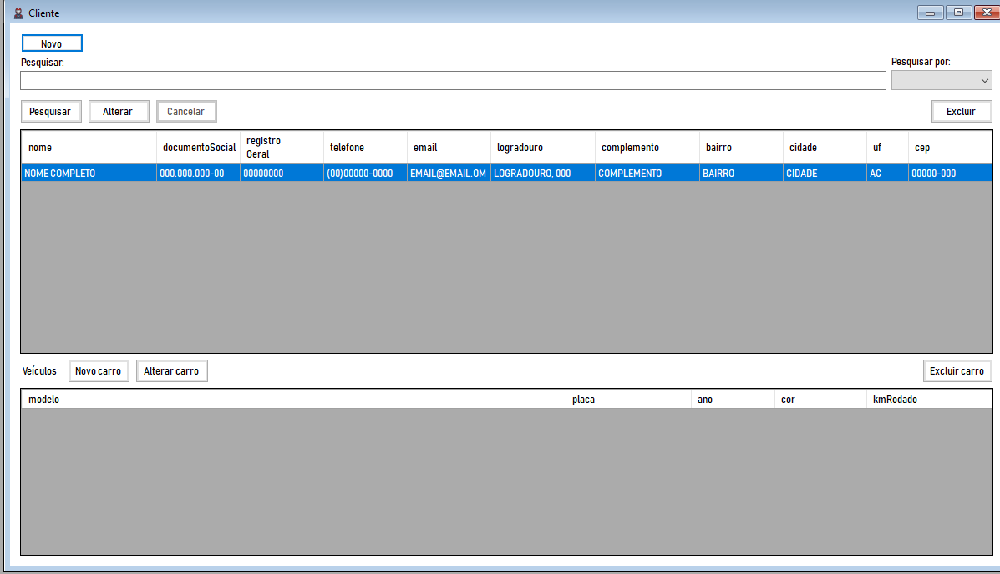 Cliente
Novo
Pesquisar:
Pesquisar por:
Pesquisar Alterar Cancelar Excluir
nome documentoSocial registro Geral telefone email logradouro complemento bairro cidade uf cep
NOME COMPLETO 000.000.000-00 00000000 (00)00000-0000 EMAIL@EMAIL.OM LOGRADOURO, 000 COMPLEMENTO BAIRRO CIDADE AC 00000-000
Veículos Novo carro Alterar carro Excluir carro
modelo placa ano cor kmRodado